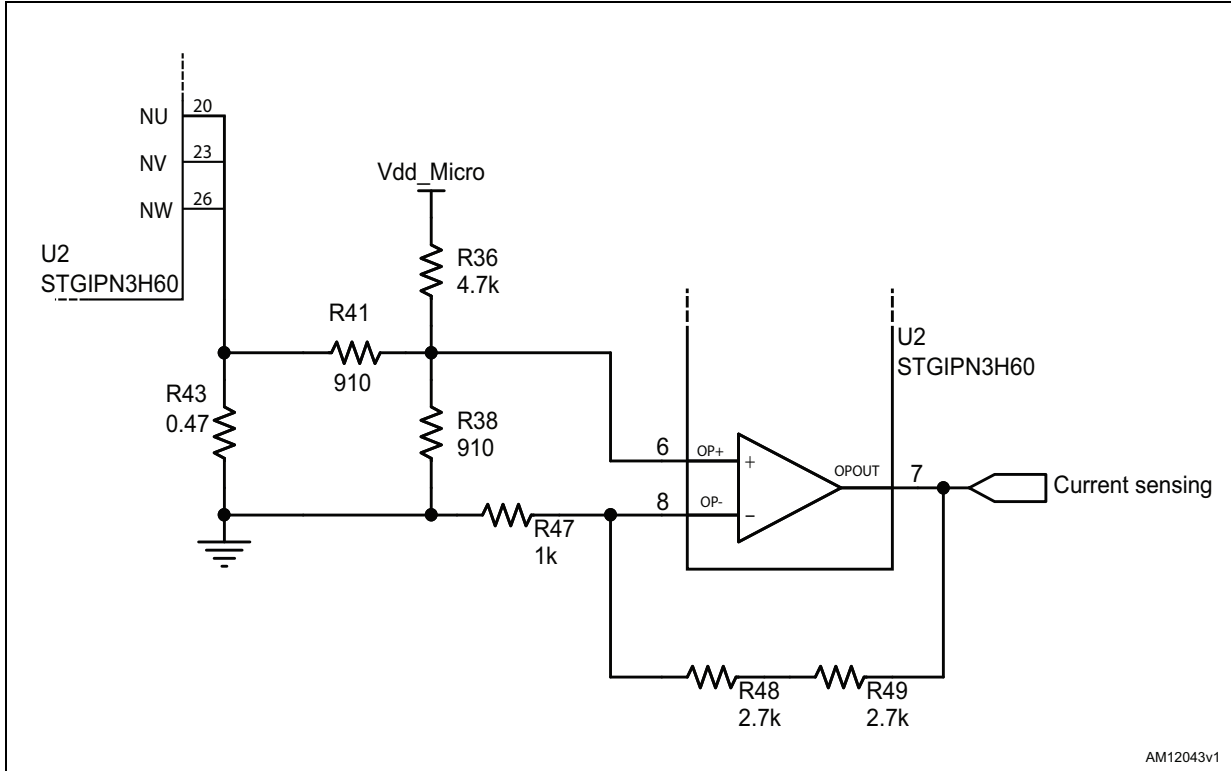 NU
20
NV
23
NW
26
U2
STGIPN3H60
Vdd_Micro
R36
4.7k
R41
910
R43
0.47
R38
910
U2
STGIPN3H60
6
OP+
+
OPOUT
7
Current sensing
8
OP-
−
R47
1k
R48
2.7k
R49
2.7k
AM12043v1